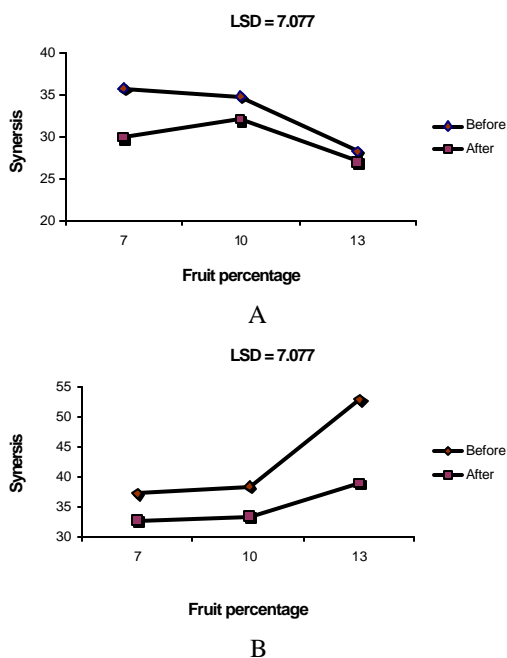 LSD = 7.077
40
35
30
25
20
Synersis
7 10 13
Fruit percentage
Before
After
A
LSD = 7.077
55
50
45
40
35
30
Synersis
7 10 13
Fruit percentage
Before
After
B